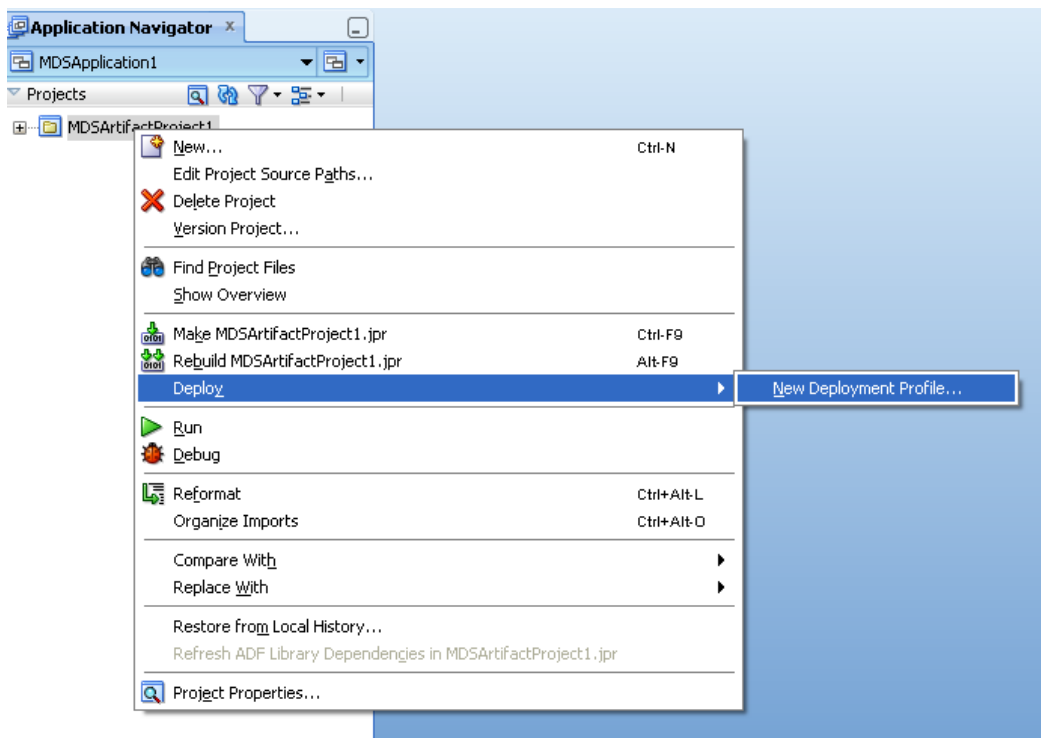 Application Navigator x
MDSApplication1
Projects
MDSArtifactProject1
New... Ctrl-N
Edit Project Source Paths...
Delete Project
Version Project...
Find Project Files
Show Overview
Make MDSArtifactProject1.jpr Ctrl-F9
Rebuild MDSArtifactProject1.jpr Alt-F9
Deploy New Deployment Profile...
Run
Debug
Reformat Ctrl+Alt-L
Organize Imports Ctrl+Alt-O
Compare With
Replace With
Restore from Local History...
Refresh ADF Library Dependencies in MDSArtifactProject1.jpr
Project Properties...